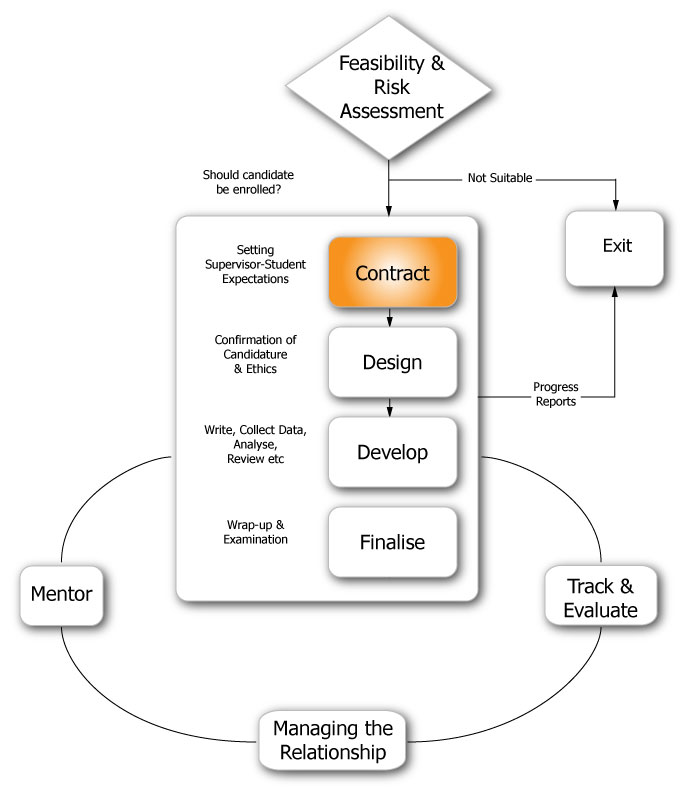 Feasibility &
Risk
Assessment
Should candidate
be enrolled?
Not Suitable
Exit
Setting
Supervisor-Student
Expectations
Contract
Confirmation of
Candidature
& Ethics
Design
Progress
Reports
Write, Collect Data,
Analyse,
Review etc
Develop
Wrap-up &
Examination
Finalise
Mentor
Track &
Evaluate
Managing the
Relationship